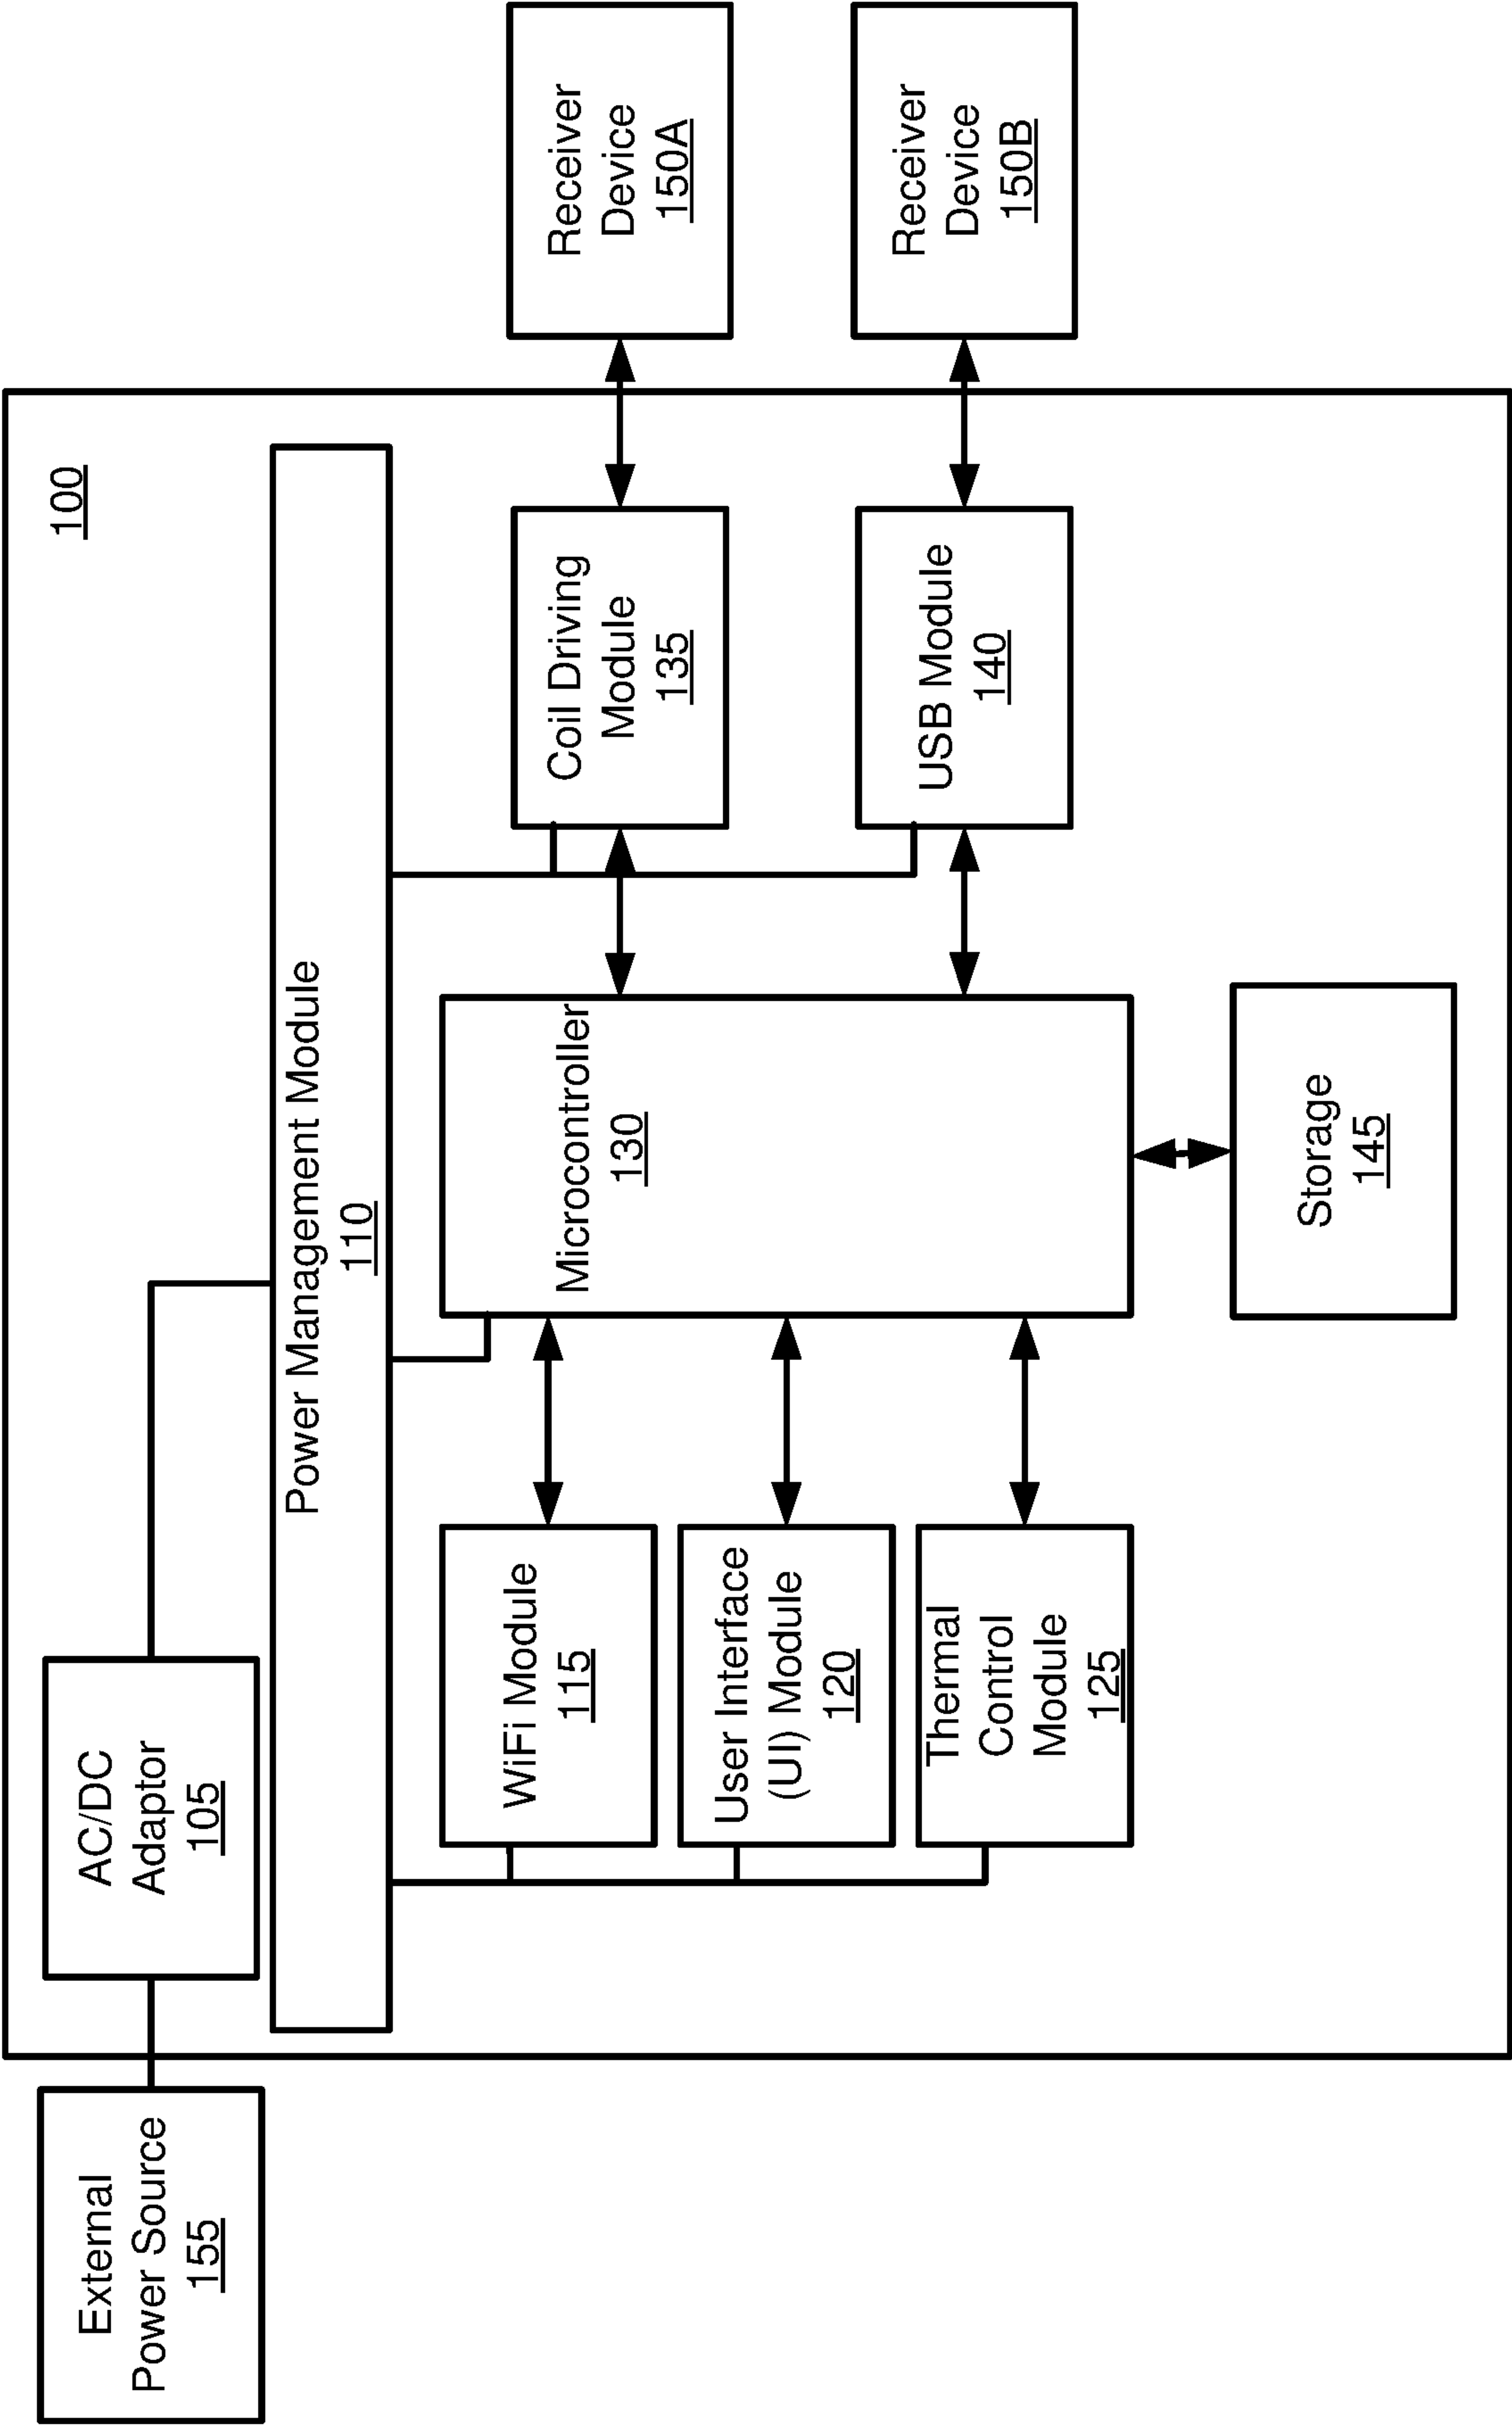 100
External
Power Source
155
AC/DC
Adaptor
105
Power Management Module
110
WiFi Module
115
User Interface
(UI) Module
120
Thermal
Control
Module
125
Microcontroller
130
Storage
145
Coil Driving
Module
135
USB Module
140
Receiver
Device
150A
Receiver
Device
150B